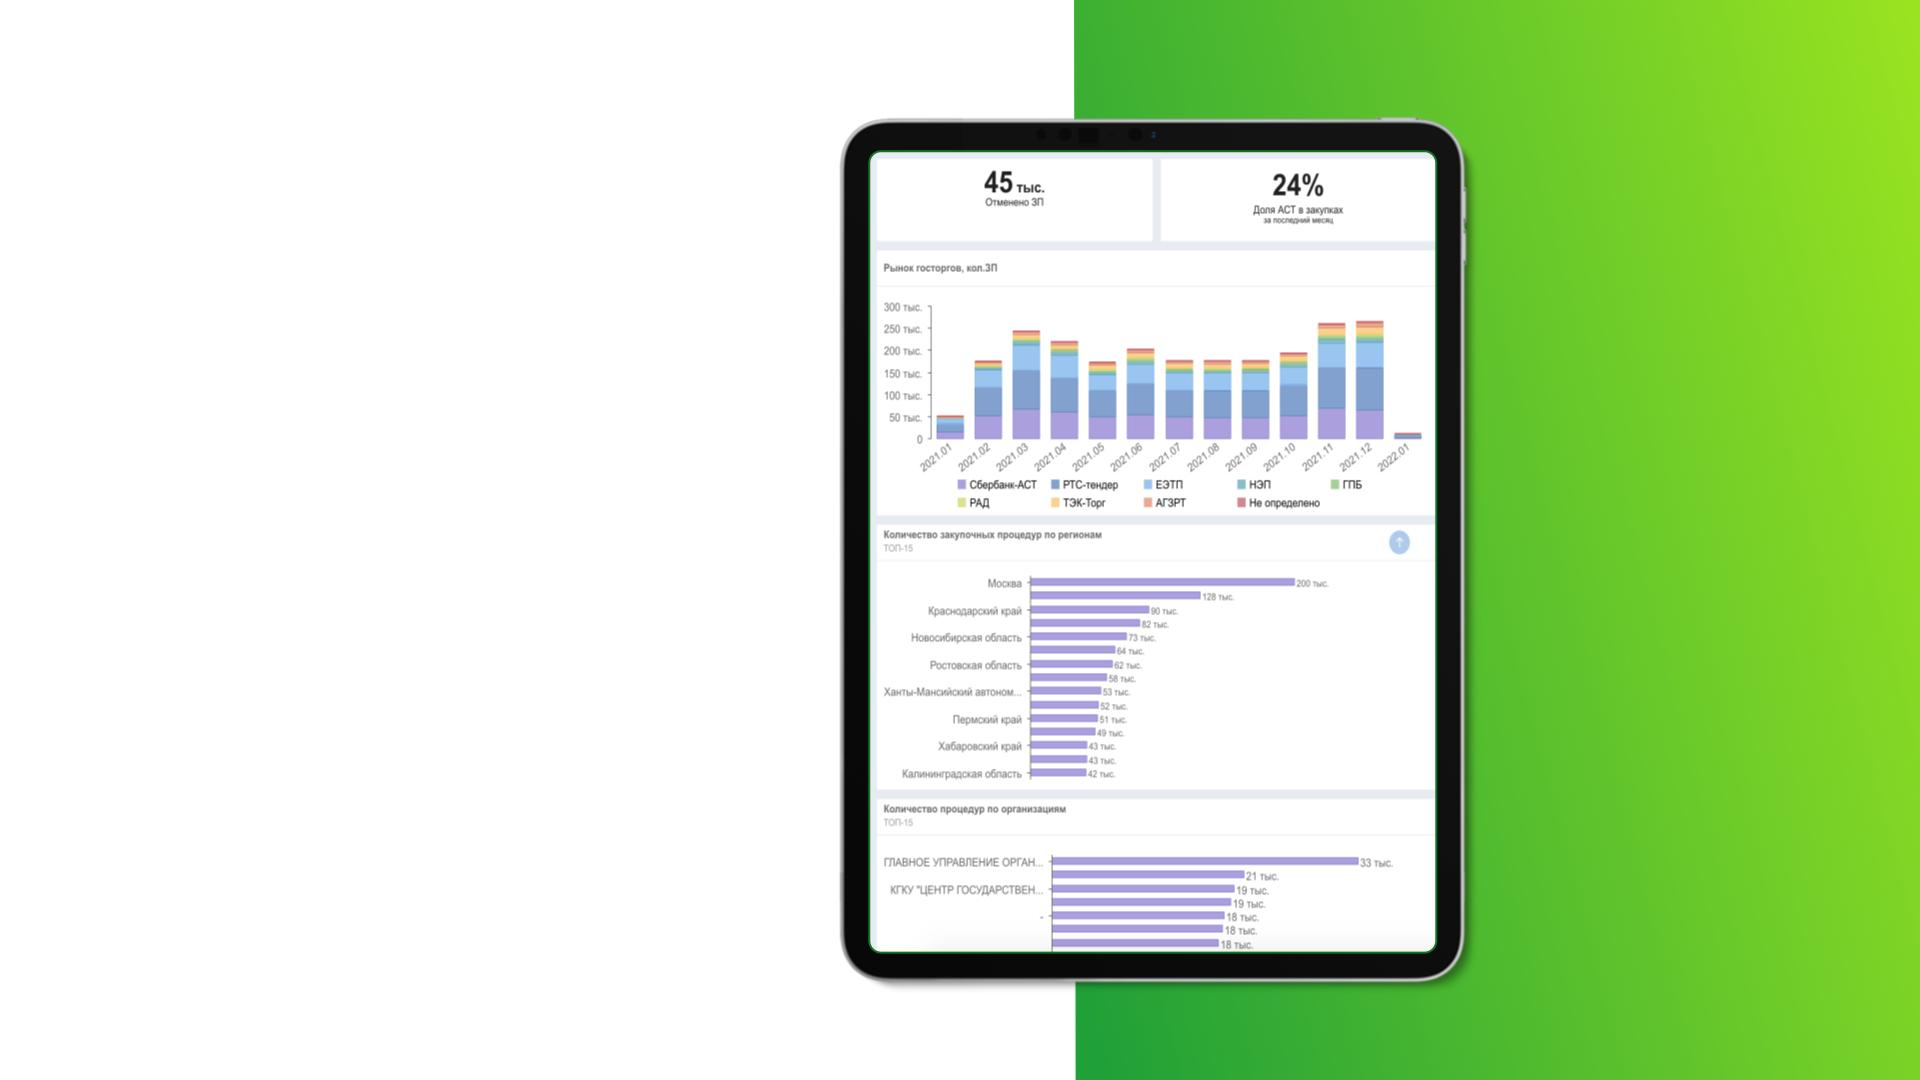 45 тыс.
Отменено ЗП
24%
Доля АСТ в закупках
за последний месяц
Рынок госторгов, кол.ЗП
300 тыс.
250 тыс.
200 тыс.
150 тыс.
100 тыс.
50 тыс.
0
2021.01 2021.02 2021.03 2021.04 2021.05 2021.06 2021.07 2021.08 2021.09 2021.10 2021.11 2021.12 2022.01
Сбербанк-АСТ РТС-тендер ЕЭТП НЭП ГПБ
РАД ТЭК-Торг АГЗРТ Не определено
Количество закупочных процедур по регионам
ТОП-15
Москва 200 тыс.
128 тыс.
Краснодарский край 90 тыс.
82 тыс.
Новосибирская область 73 тыс.
64 тыс.
Ростовская область 62 тыс.
58 тыс.
Ханты-Мансийский автоном... 53 тыс.
52 тыс.
Пермский край 51 тыс.
49 тыс.
Хабаровский край 43 тыс.
43 тыс.
Калининградская область 42 тыс.
Количество процедур по организациям
ТОП-15
ГЛАВНОЕ УПРАВЛЕНИЕ ОРГАН... 33 тыс.
21 тыс.
КГКУ "ЦЕНТР ГОСУДАРСТВЕН... 19 тыс.
19 тыс.
- 18 тыс.
18 тыс.
18 тыс.